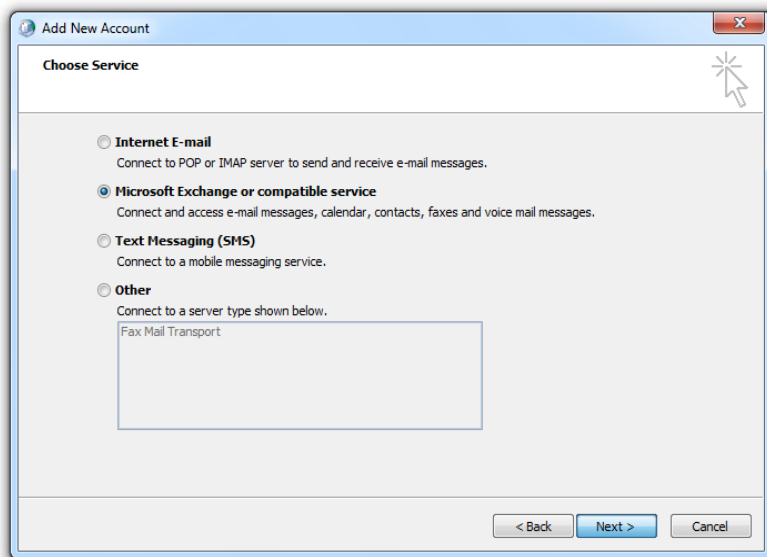 Add New Account
Choose Service
Internet E-mail
Connect to POP or IMAP server to send and receive e-mail messages.
Microsoft Exchange or compatible service
Connect and access e-mail messages, calendar, contacts, faxes and voice mail messages.
Text Messaging (SMS)
Connect to a mobile messaging service.
Other
Connect to a server type shown below.
Fax Mail Transport
< Back Next > Cancel